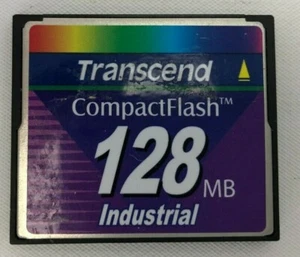 Transcend
CompactFlash™
128 MB
Industrial